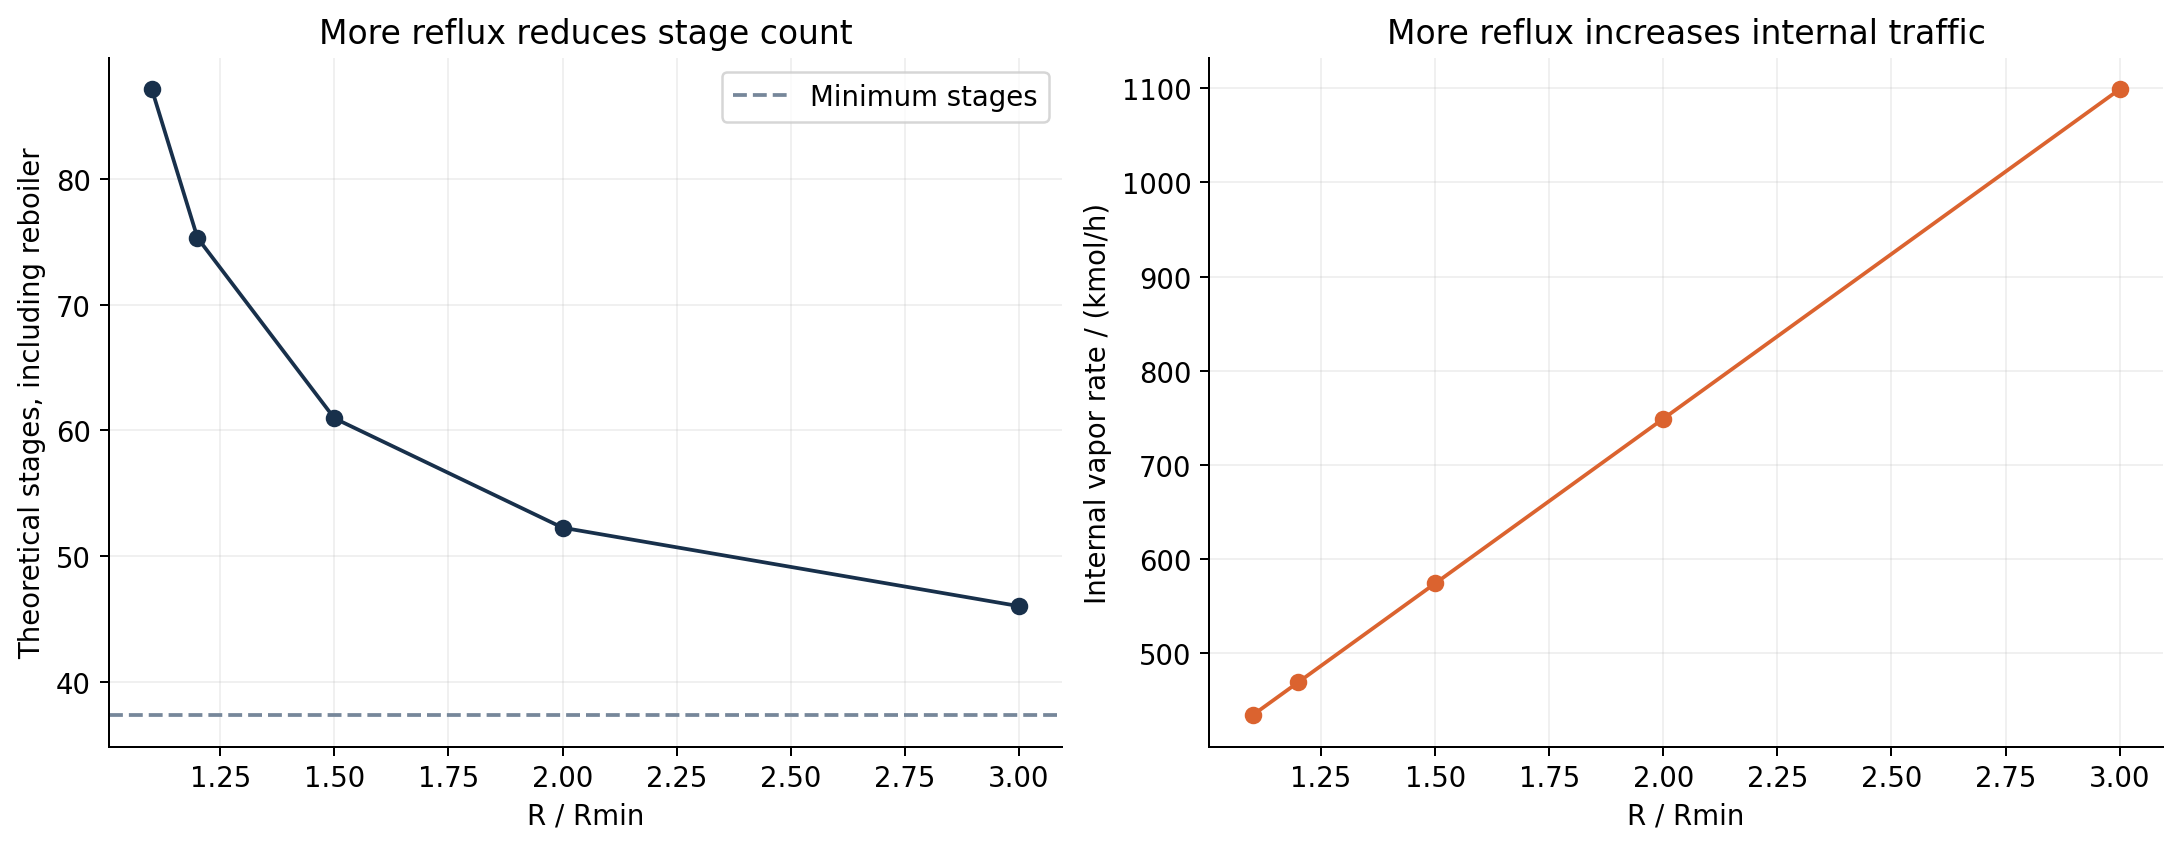 More reflux reduces stage count
Minimum stages
Theoretical stages, including reboiler
80
70
60
50
40
1.25 1.50 1.75 2.00 2.25 2.50 2.75 3.00
R / Rmin
More reflux increases internal traffic
Internal vapor rate / (kmol/h)
1100
1000
900
800
700
600
500
1.25 1.50 1.75 2.00 2.25 2.50 2.75 3.00
R / Rmin